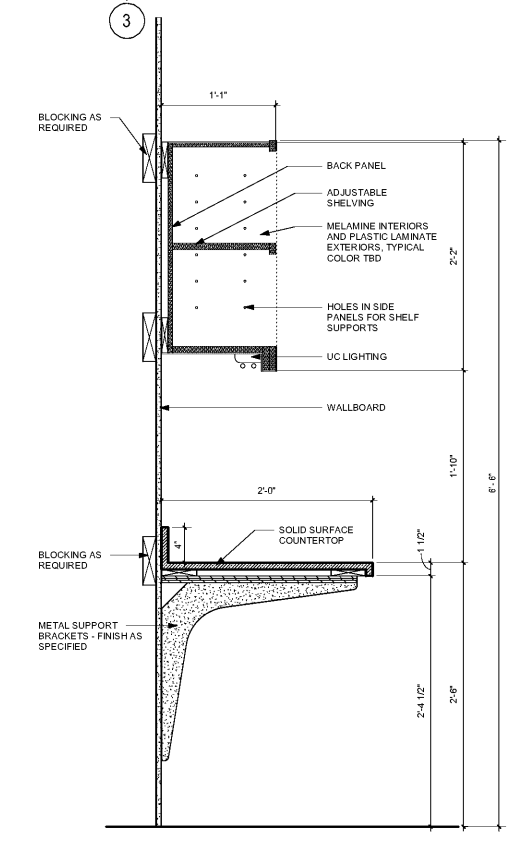 3
1'-1"
BLOCKING AS
REQUIRED
BACK PANEL
ADJUSTABLE
SHELVING
MELAMINE INTERIORS
AND PLASTIC LAMINATE
EXTERIORS, TYPICAL
COLOR TBD
2'-2"
HOLES IN SIDE
PANELS FOR SHELF
SUPPORTS
UC LIGHTING
WALLBOARD
1'-10"
6'- 6"
2'-0"
4"
SOLID SURFACE
COUNTERTOP
1 1/2"
BLOCKING AS
REQUIRED
METAL SUPPORT
BRACKETS - FINISH AS
SPECIFIED
2'-4 1/2"
2'-6"